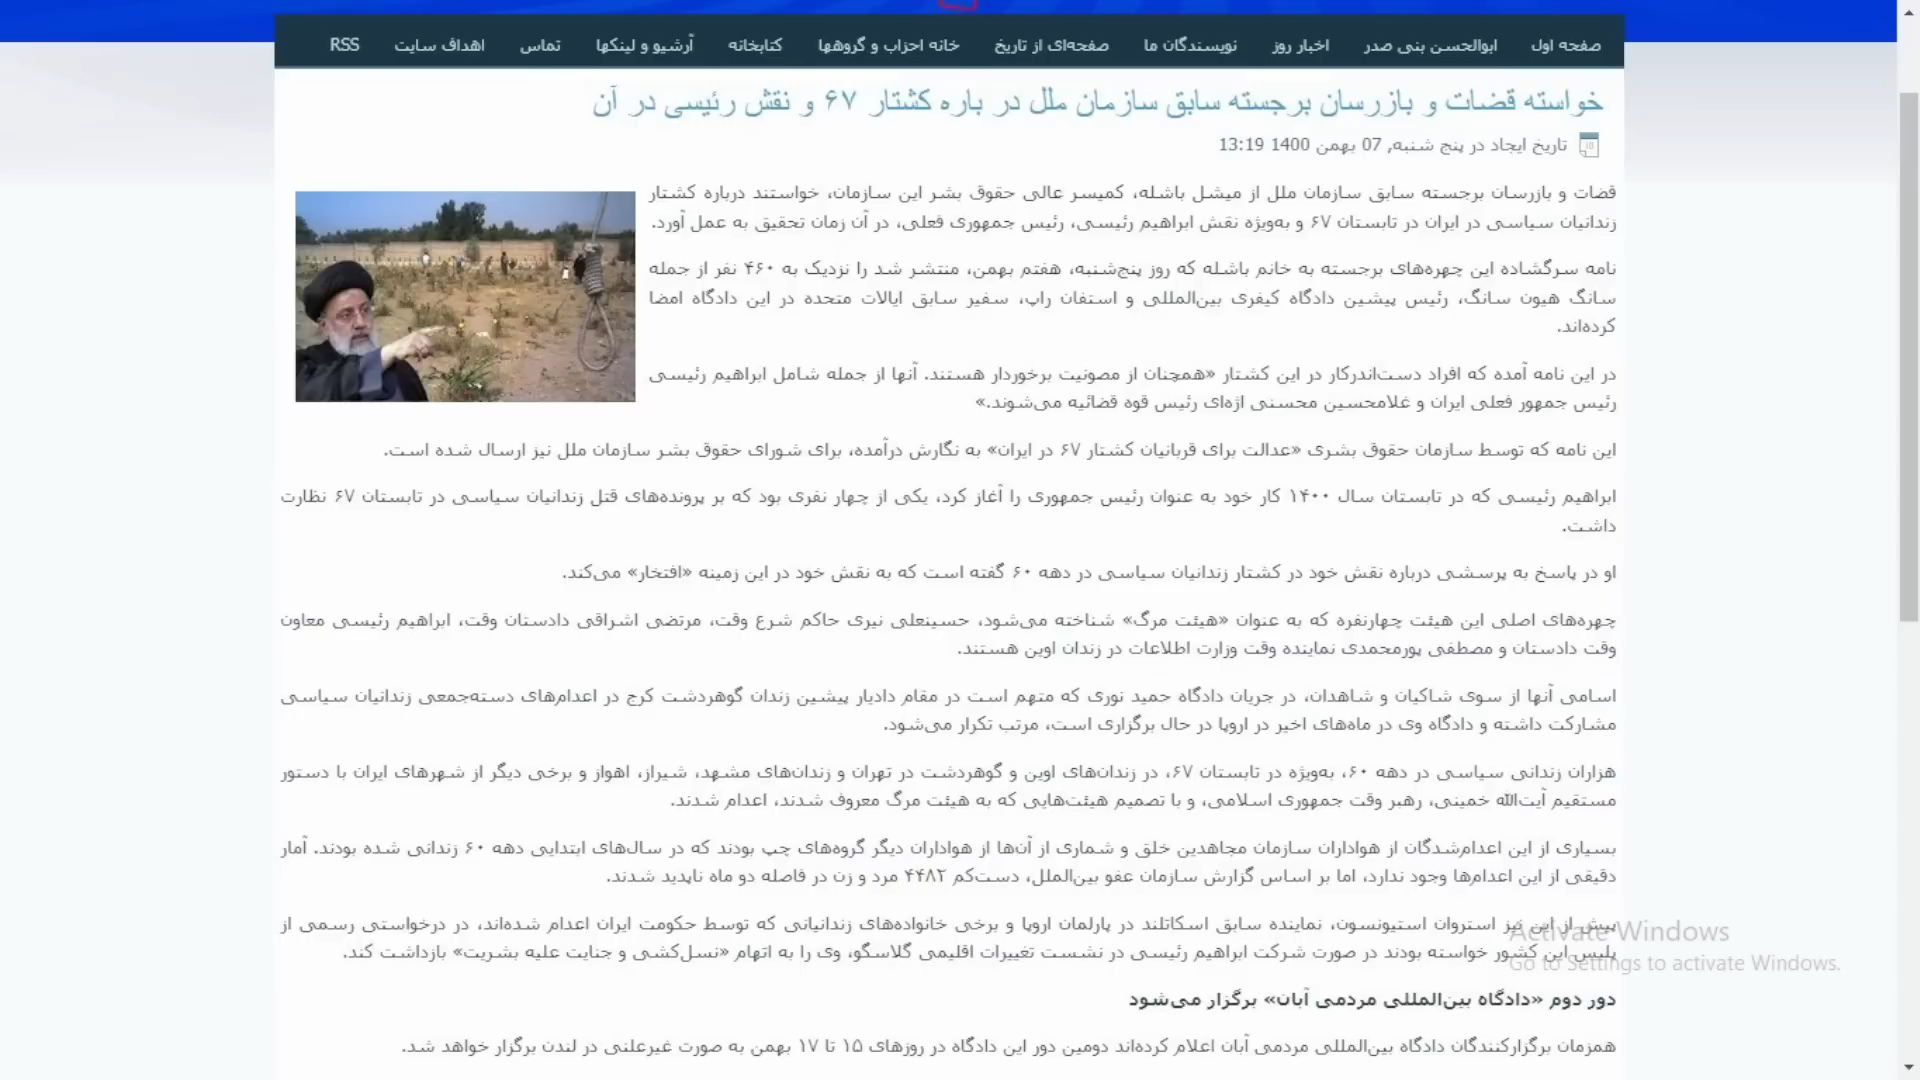 صفحه اول ابوالحسن بنی صدر اخبار روز نویسندگان ما صفحه‌ای از تاریخ خانه احزاب و گروهها کتابخانه آرشیو و لینکها تماس اهداف سایت RSS
خواسته قضات و بازرسان برجسته سابق سازمان ملل در باره کشتار ۶۷ و نقش رئیسی در آن
تاریخ ایجاد در پنج شنبه, 07 بهمن 1400 13:19
قضات و بازرسان برجسته سابق سازمان ملل از میشل باشله، کمیسر عالی حقوق بشر این سازمان، خواستند درباره کشتار
زندانیان سیاسی در ایران در تابستان ۶۷ و به‌ویژه نقش ابراهیم رئیسی، رئیس جمهوری فعلی، در آن زمان تحقیق به عمل آورد.
نامه سرگشاده این چهره‌های برجسته به خانم باشله که روز پنج‌شنبه، هفتم بهمن، منتشر شد را نزدیک به ۴۶۰ نفر از جمله
سانگ هیون سانگ، رئیس پیشین دادگاه کیفری بین‌المللی و استفان راپ، سفیر سابق ایالات متحده در این دادگاه امضا
کرده‌اند.
در این نامه آمده که افراد دست‌اندرکار در این کشتار «همچنان از مصونیت برخوردار هستند. آنها از جمله شامل ابراهیم رئیسی
رئیس جمهور فعلی ایران و غلامحسین محسنی اژه‌ای رئیس قوه قضائیه می‌شوند.»
این نامه که توسط سازمان حقوق بشری «عدالت برای قربانیان کشتار ۶۷ در ایران» به نگارش درآمده، برای شورای حقوق بشر سازمان ملل نیز ارسال شده است.
ابراهیم رئیسی که در تابستان سال ۱۴۰۰ کار خود به عنوان رئیس جمهوری را آغاز کرد، یکی از چهار نفری بود که بر پرونده‌های قتل زندانیان سیاسی در تابستان ۶۷ نظارت
داشت.
او در پاسخ به پرسشی درباره نقش خود در کشتار زندانیان سیاسی در دهه ۶۰ گفته است که به نقش خود در این زمینه «افتخار» می‌کند.
چهره‌های اصلی این هیئت چهارنفره که به عنوان «هیئت مرگ» شناخته می‌شود، حسینعلی نیری حاکم شرع وقت، مرتضی اشراقی دادستان وقت، ابراهیم رئیسی معاون
وقت دادستان و مصطفی پورمحمدی نماینده وقت وزارت اطلاعات در زندان اوین هستند.
اسامی آنها از سوی شاکیان و شاهدان، در جریان دادگاه حمید نوری که متهم است در مقام دادیار پیشین زندان گوهردشت کرج در اعدام‌های دسته‌جمعی زندانیان سیاسی
مشارکت داشته و دادگاه وی در ماه‌های اخیر در اروپا در حال برگزاری است، مرتب تکرار می‌شود.
هزاران زندانی سیاسی در دهه ۶۰، به‌ویژه در تابستان ۶۷، در زندان‌های اوین و گوهردشت در تهران و زندان‌های مشهد، شیراز، اهواز و برخی دیگر از شهرهای ایران با دستور
مستقیم آیت‌الله خمینی، رهبر وقت جمهوری اسلامی، و با تصمیم هیئت‌هایی که به هیئت مرگ معروف شدند، اعدام شدند.
بسیاری از این اعدام‌شدگان از هواداران سازمان مجاهدین خلق و شماری از آن‌ها از هواداران دیگر گروه‌های چپ بودند که در سال‌های ابتدایی دهه ۶۰ زندانی شده بودند. آمار
دقیقی از این اعدام‌ها وجود ندارد، اما بر اساس گزارش سازمان عفو بین‌الملل، دست‌کم ۴۴۸۲ مرد و زن در فاصله دو ماه ناپدید شدند.
پیش از این نیز استروان استیونسون، نماینده سابق اسکاتلند در پارلمان اروپا و برخی خانواده‌های زندانیانی که توسط حکومت ایران اعدام شده‌اند، در درخواستی رسمی از
پلیس این کشور خواسته بودند در صورت شرکت ابراهیم رئیسی در نشست تغییرات اقلیمی گلاسگو، وی را به اتهام «نسل‌کشی و جنایت علیه بشریت» بازداشت کند.
Activate Windows
Go to Settings to activate Windows.
دور دوم «دادگاه بین‌المللی مردمی آبان» برگزار می‌شود
همزمان برگزارکنندگان دادگاه بین‌المللی مردمی آبان اعلام کرده‌اند دومین دور این دادگاه در روزهای ۱۵ تا ۱۷ بهمن به صورت غیرعلنی در لندن برگزار خواهد شد.